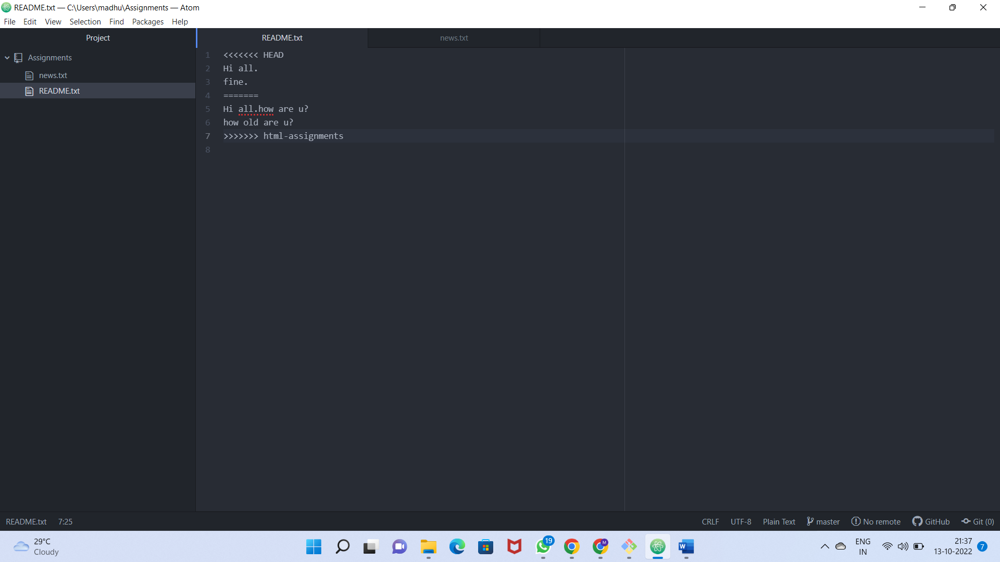 README.txt — C:\Users\madhu\Assignments — Atom
File Edit View Selection Find Packages Help
Project
Assignments
news.txt
README.txt
README.txt news.txt
1 <<<<<<< HEAD
2 Hi all.
3 fine.
4 =======
5 Hi all.how are u?
6 how old are u?
7 >>>>>>> html-assignments
8
README.txt 7:25 CRLF UTF-8 Plain Text master No remote GitHub Git (0)
29°C
Cloudy
19
M
W
ENG
IN
21:37
13-10-2022
7